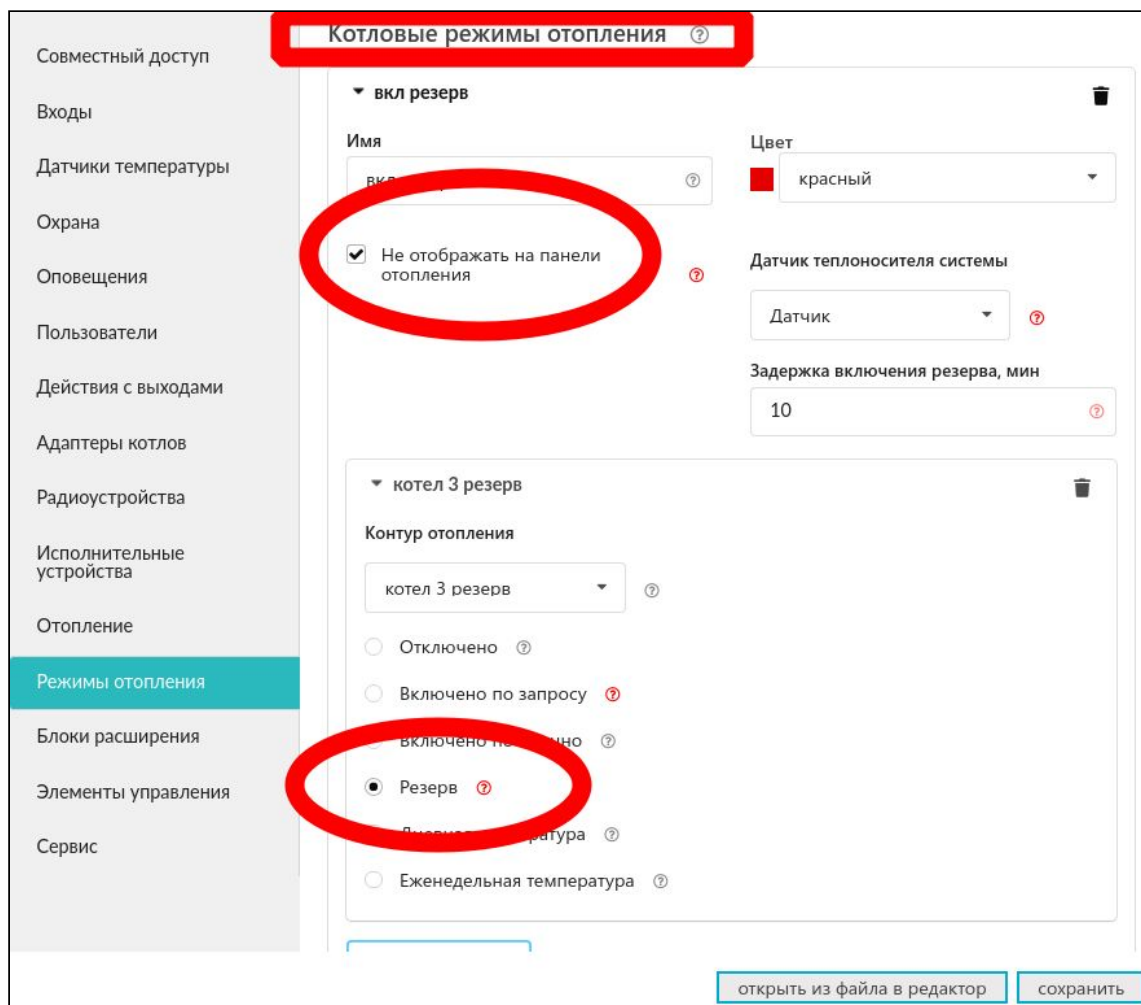 Котловые режимы отопления
Совместный доступ
Входы
Датчики температуры
Охрана
Оповещения
Пользователи
Действия с выходами
Адаптеры котлов
Радиоустройства
Исполнительные
устройства
Отопление
Режимы отопления
Блоки расширения
Элементы управления
Сервис
вкл резерв
Имя
Цвет
красный
Не отображать на панели
отопления
Датчик теплоносителя системы
Датчик
Задержка включения резерва, мин
10
котел 3 резерв
Контур отопления
котел 3 резерв
Отключено
Включено по запросу
Включено
Резерв
Еженедельная температура
открыть из файла в редактор
сохранить